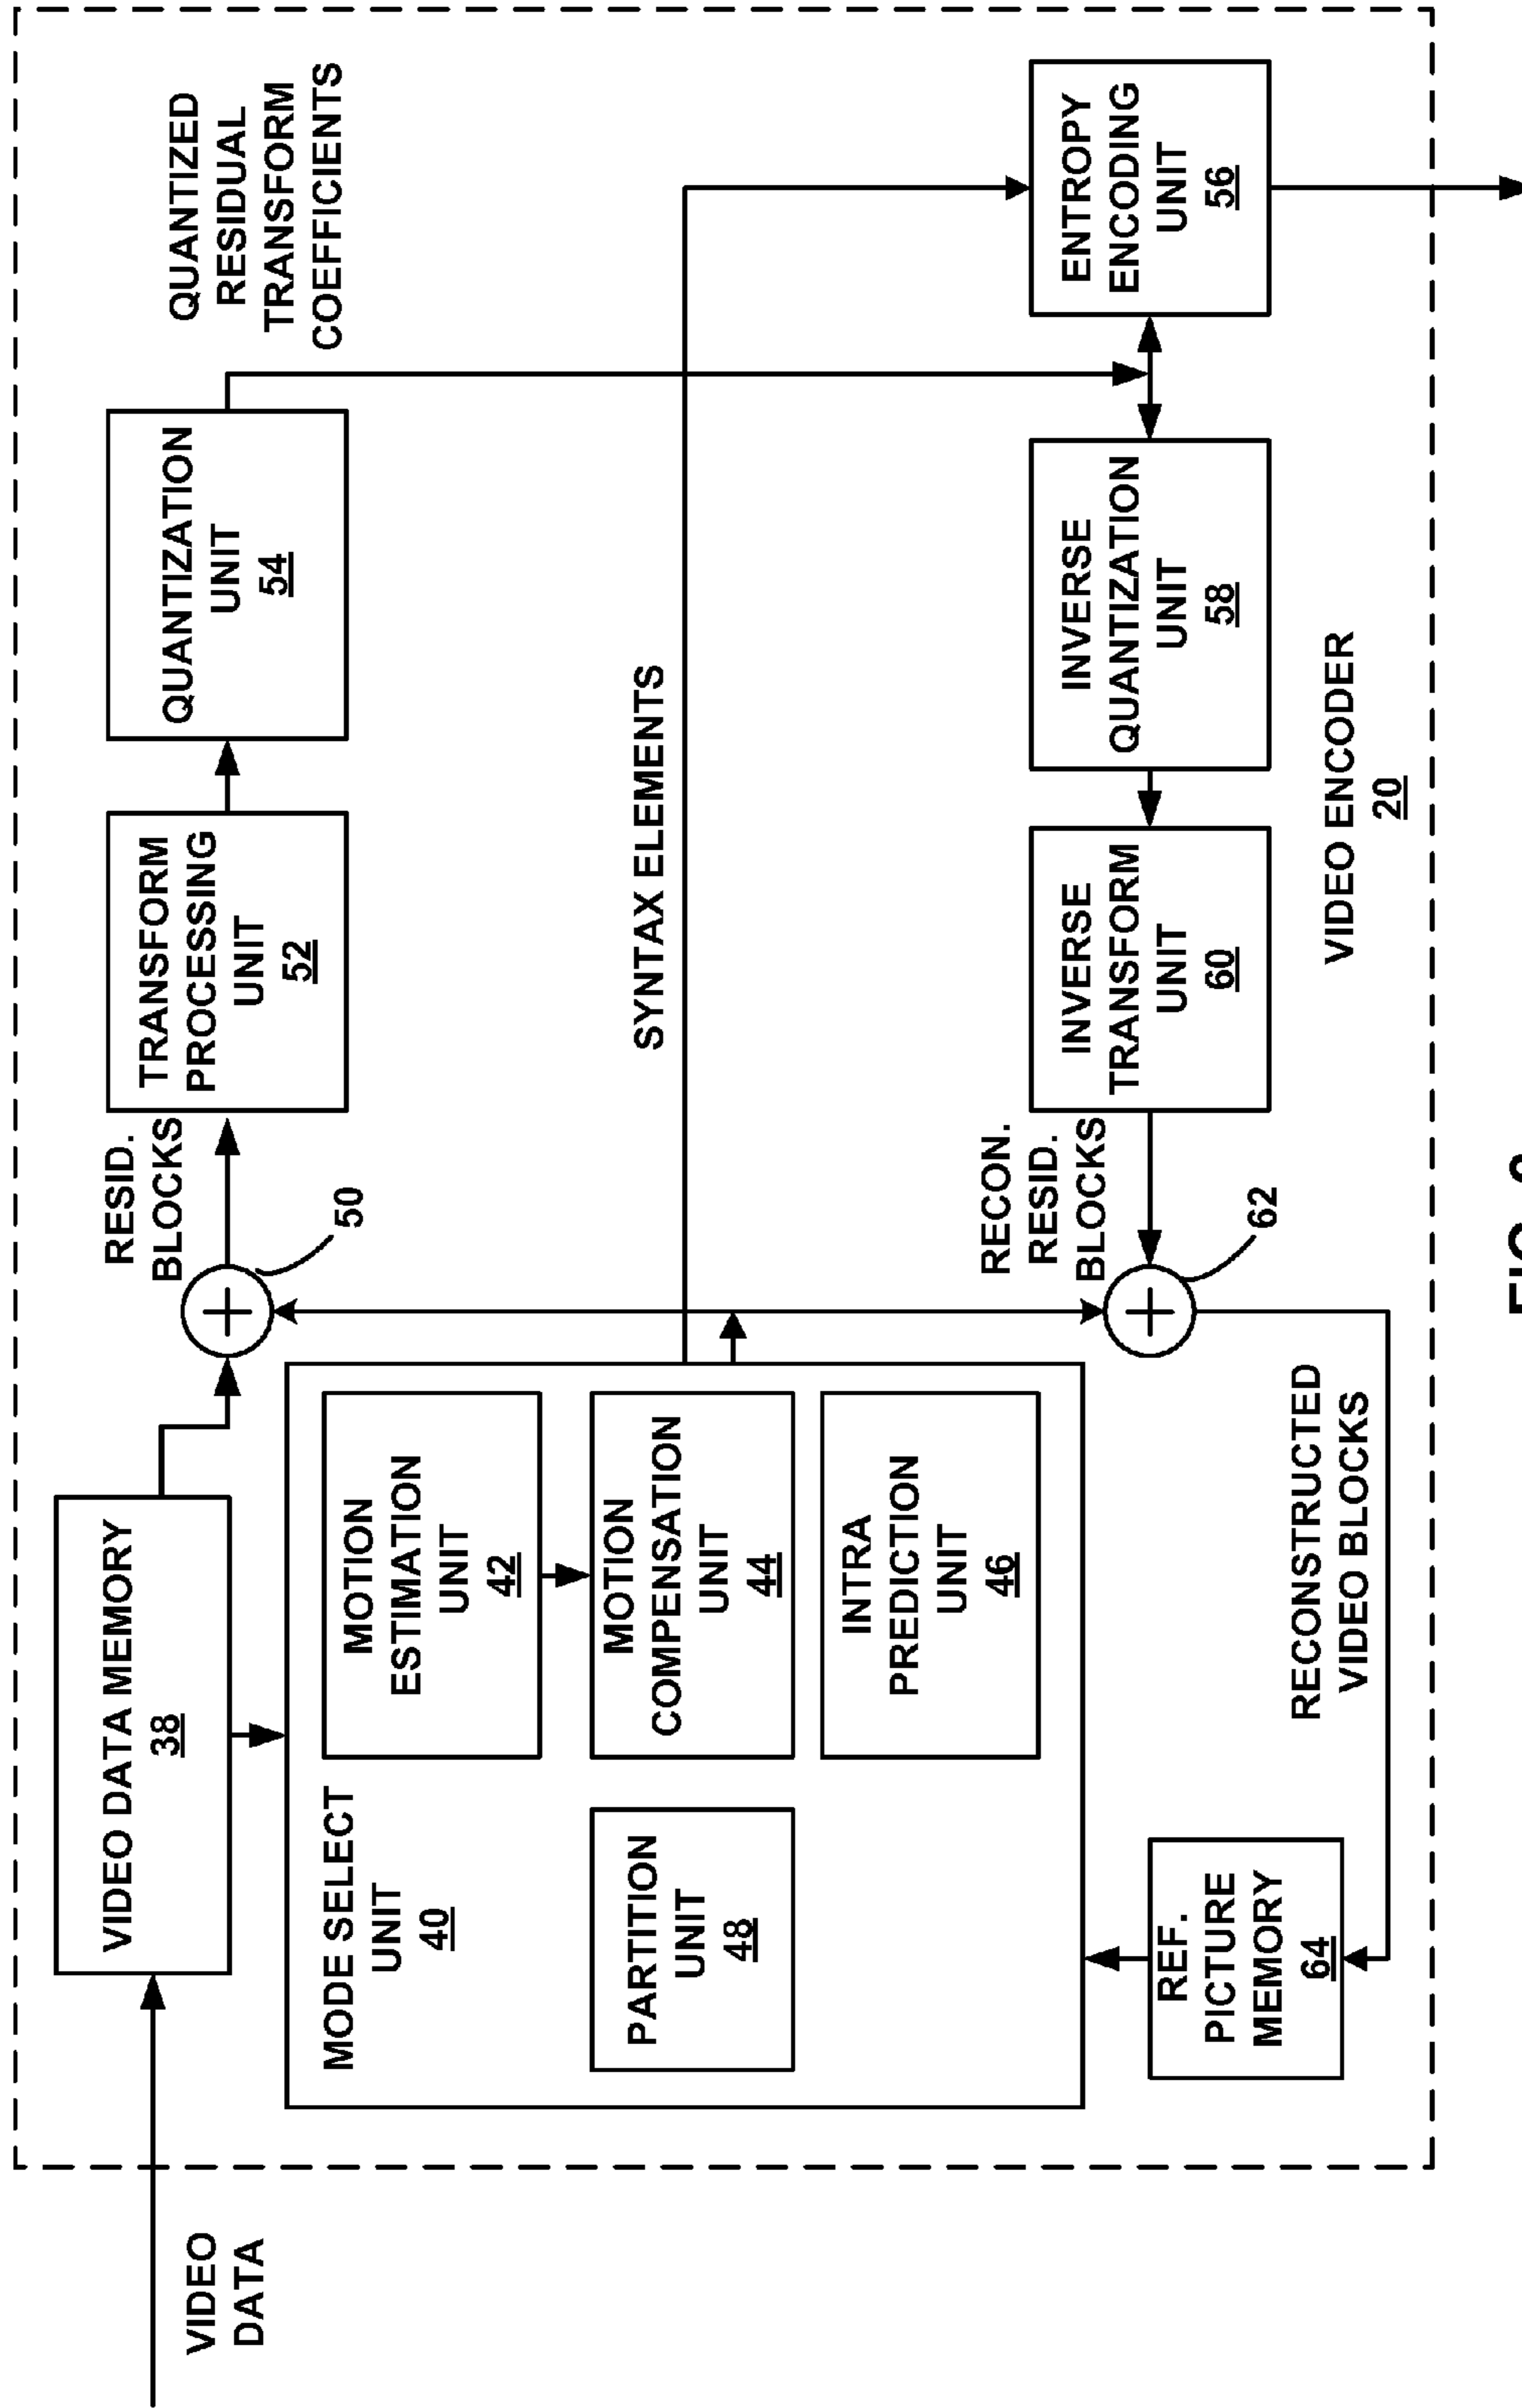 VIDEO
DATA
VIDEO DATA MEMORY
38
MODE SELECT
UNIT
40
PARTITION
UNIT
48
MOTION
ESTIMATION
UNIT
42
MOTION
COMPENSATION
UNIT
44
INTRA
PREDICTION
UNIT
46
REF.
PICTURE
MEMORY
64
RECONSTRUCTED
VIDEO BLOCKS
RESID.
BLOCKS
50
TRANSFORM
PROCESSING
UNIT
52
QUANTIZATION
UNIT
54
QUANTIZED
RESIDUAL
TRANSFORM
COEFFICIENTS
SYNTAX ELEMENTS
RECON.
RESID.
BLOCKS
62
INVERSE
TRANSFORM
UNIT
60
INVERSE
QUANTIZATION
UNIT
58
ENTROPY
ENCODING
UNIT
56
VIDEO ENCODER
20